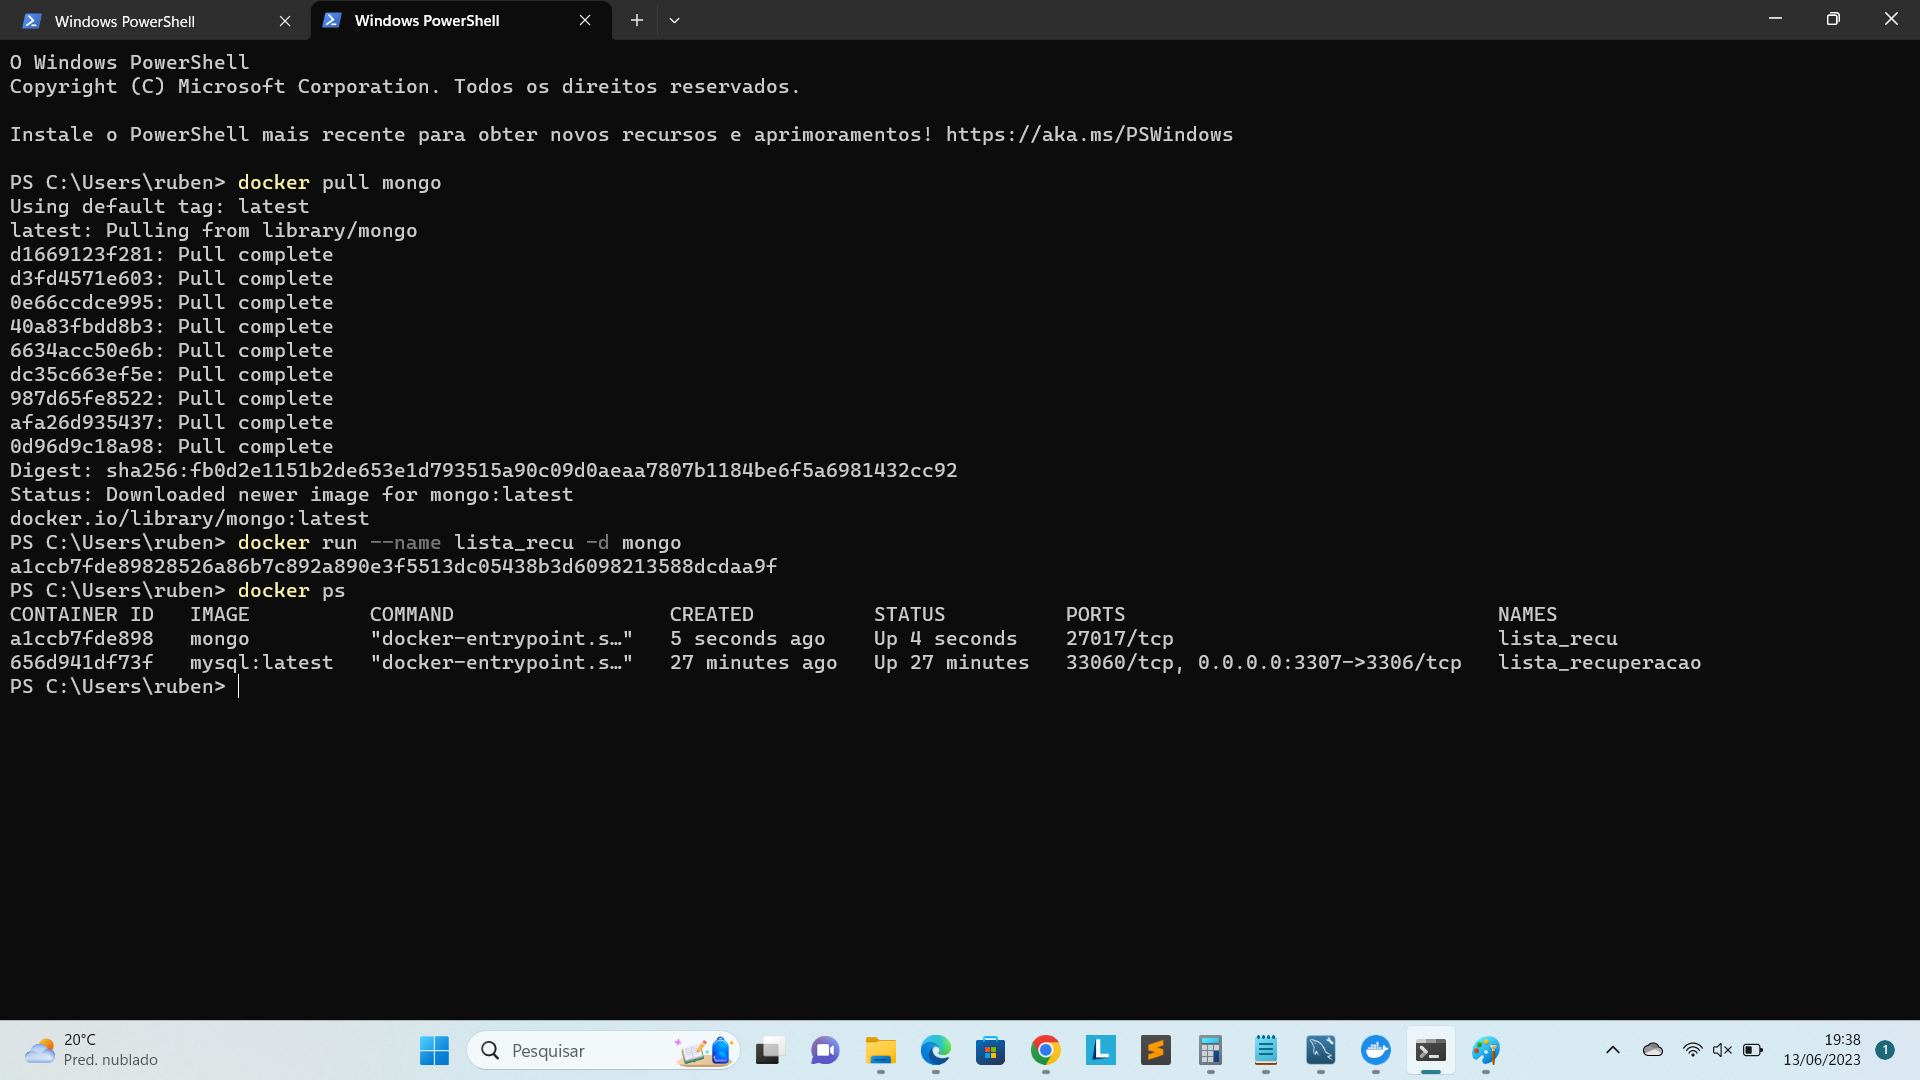 Windows PowerShell
Windows PowerShell
O Windows PowerShell
Copyright (C) Microsoft Corporation. Todos os direitos reservados.
Instale o PowerShell mais recente para obter novos recursos e aprimoramentos! https://aka.ms/PSWindows
PS C:\Users\ruben> docker pull mongo
Using default tag: latest
latest: Pulling from library/mongo
d1669123f281: Pull complete
d3fd4571e603: Pull complete
0e66ccdce995: Pull complete
40a83fbdd8b3: Pull complete
6634acc50e6b: Pull complete
dc35c663ef5e: Pull complete
987d65fe8522: Pull complete
afa26d935437: Pull complete
0d96d9c18a98: Pull complete
Digest: sha256:fb0d2e1151b2de653e1d793515a90c09d0aeaa7807b1184be6f5a6981432cc92
Status: Downloaded newer image for mongo:latest
docker.io/library/mongo:latest
PS C:\Users\ruben> docker run --name lista_recu -d mongo
a1ccb7fde89828526a86b7c892a890e3f5513dc05438b3d6098213588dcdaa9f
PS C:\Users\ruben> docker ps
CONTAINER ID   IMAGE          COMMAND                  CREATED          STATUS          PORTS                               NAMES
a1ccb7fde898   mongo          "docker-entrypoint.s…"   5 seconds ago    Up 4 seconds    27017/tcp                           lista_recu
656d941df73f   mysql:latest   "docker-entrypoint.s…"   27 minutes ago   Up 27 minutes   33060/tcp, 0.0.0.0:3307->3306/tcp   lista_recuperacao
PS C:\Users\ruben>
20°C
Pred. nublado
Pesquisar
19:38
13/06/2023
1